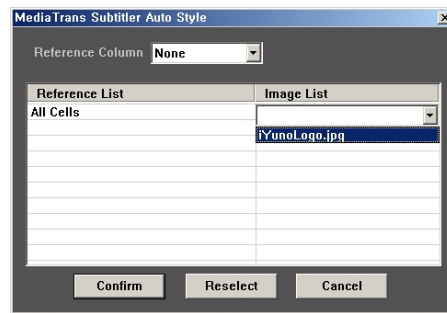 MediaTrans Subtitler Auto Style
Reference Column None
Reference List Image List
All Cells
iYunoLogo.jpg
Confirm Reselect Cancel